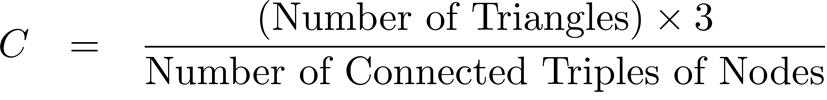 C = (Number of Triangles) × 3
Number of Connected Triples of Nodes